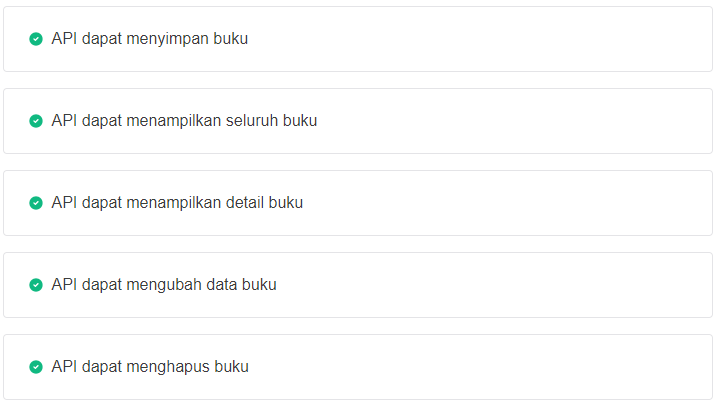 API dapat menyimpan buku
API dapat menampilkan seluruh buku
API dapat menampilkan detail buku
API dapat mengubah data buku
API dapat menghapus buku